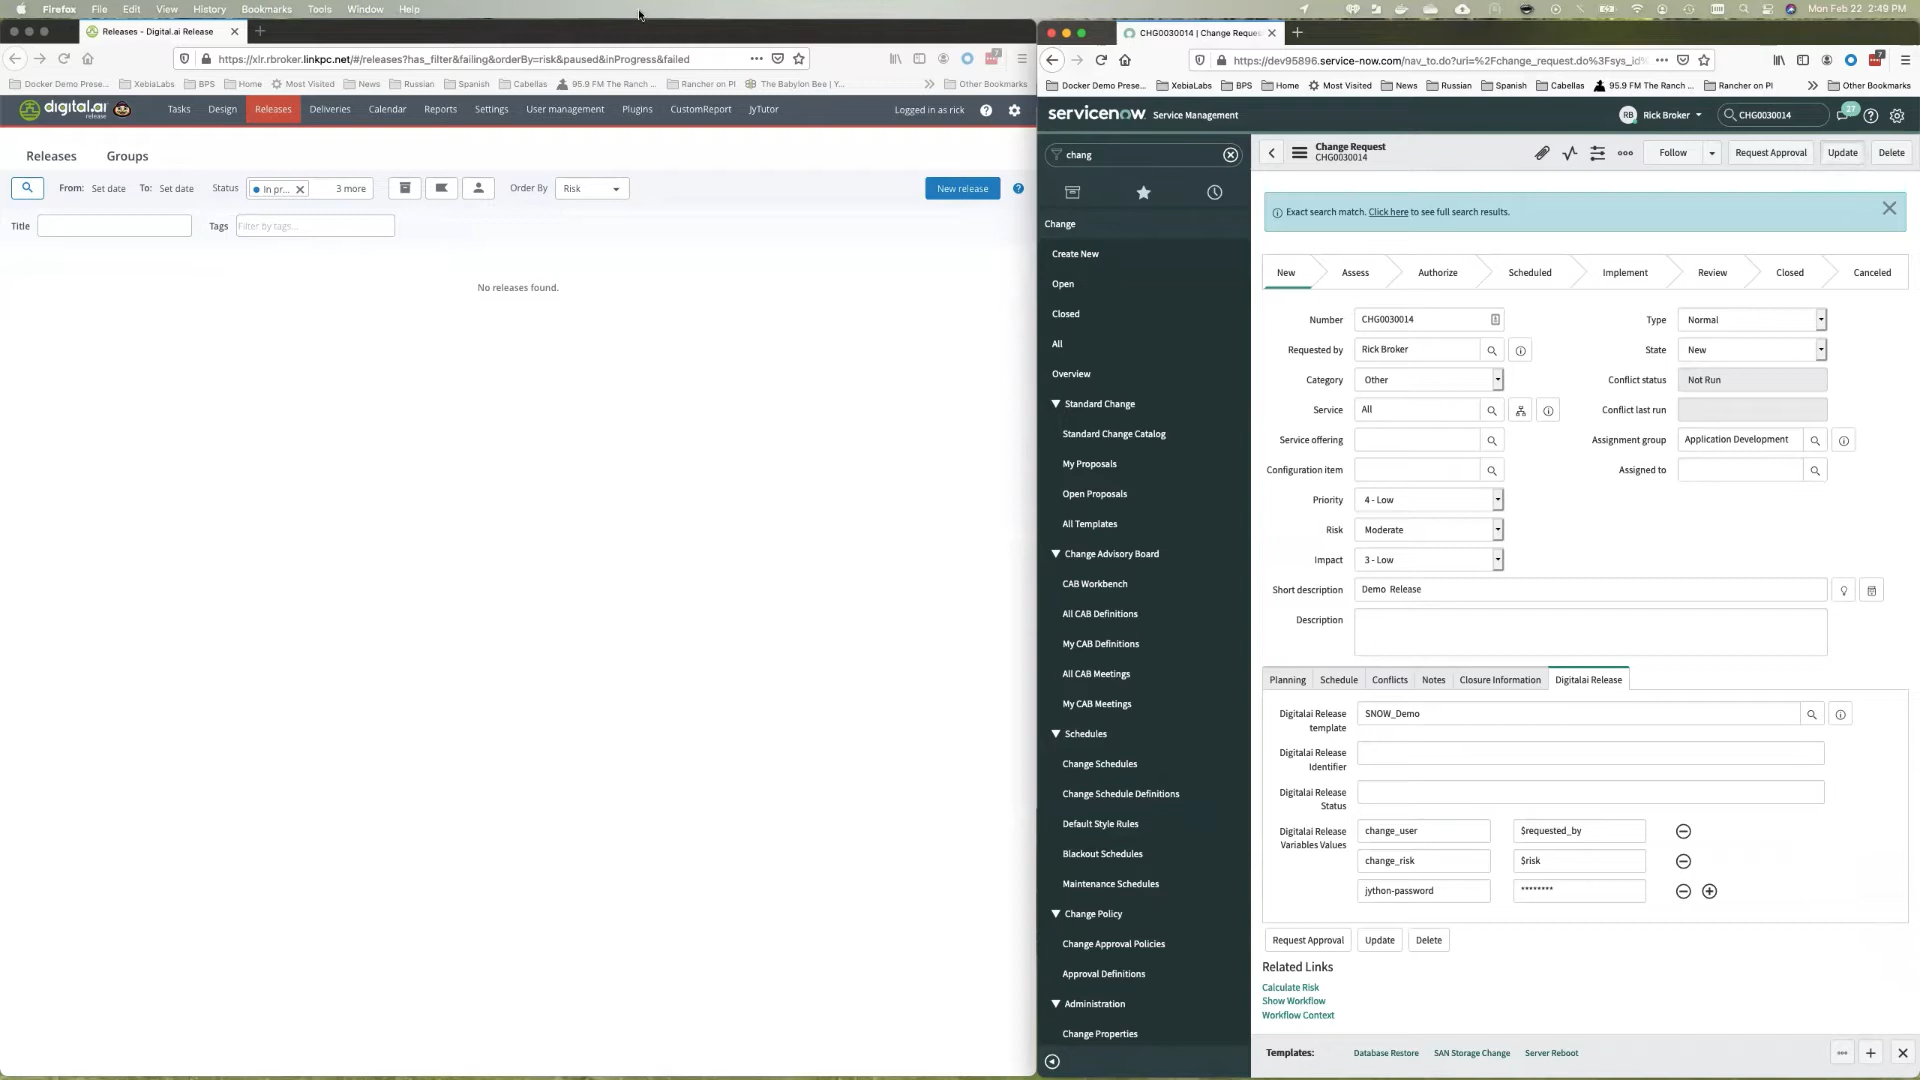 Firefox File Edit View History Bookmarks Tools Window Help
Mon Feb 22 2:49 PM
Releases - Digital.ai Release
https://xlr.rbroker.linkpc.net/#/releases?has_filter&failing&orderBy=risk&paused&inProgress&failed
Docker Demo Prese... XebiaLabs BPS Home Most Visited News Russian Spanish Cabellas 95.9 FM The Ranch ... Rancher on PI The Babylon Bee | Y... Other Bookmarks
digital.ai release Tasks Design Releases Deliveries Calendar Reports Settings User management Plugins CustomReport JyTutor Logged in as rick
Releases Groups
From: Set date To: Set date Status In pr... 3 more Order By Risk New release
Title Tags Filter by tags...
No releases found.
CHG0030014 | Change Reque
https://dev95896.service-now.com/nav_to.do?uri=%2Fchange_request.do%3Fsys_id
Docker Demo Prese... XebiaLabs BPS Home Most Visited News Russian Spanish Cabellas 95.9 FM The Ranch ... Rancher on PI Other Bookmarks
servicenow Service Management RB Rick Broker CHG0030014 27
chang
Change
Create New
Open
Closed
All
Overview
Standard Change
Standard Change Catalog
My Proposals
Open Proposals
All Templates
Change Advisory Board
CAB Workbench
All CAB Definitions
My CAB Definitions
All CAB Meetings
My CAB Meetings
Schedules
Change Schedules
Change Schedule Definitions
Default Style Rules
Blackout Schedules
Maintenance Schedules
Change Policy
Change Approval Policies
Approval Definitions
Administration
Change Properties
Change Request
CHG0030014
Follow Request Approval Update Delete
Exact search match. Click here to see full search results.
New Assess Authorize Scheduled Implement Review Closed Canceled
Number CHG0030014 Type Normal
Requested by Rick Broker State New
Category Other Conflict status Not Run
Service All Conflict last run
Service offering Assignment group Application Development
Configuration item Assigned to
Priority 4 - Low
Risk Moderate
Impact 3 - Low
Short description Demo Release
Description
Planning Schedule Conflicts Notes Closure Information Digitalai Release
Digitalai Release template SNOW_Demo
Digitalai Release Identifier
Digitalai Release Status
Digitalai Release Variables Values change_user $requested_by
change_risk $risk
jython-password ********
Request Approval Update Delete
Related Links
Calculate Risk
Show Workflow
Workflow Context
Templates: Database Restore SAN Storage Change Server Reboot